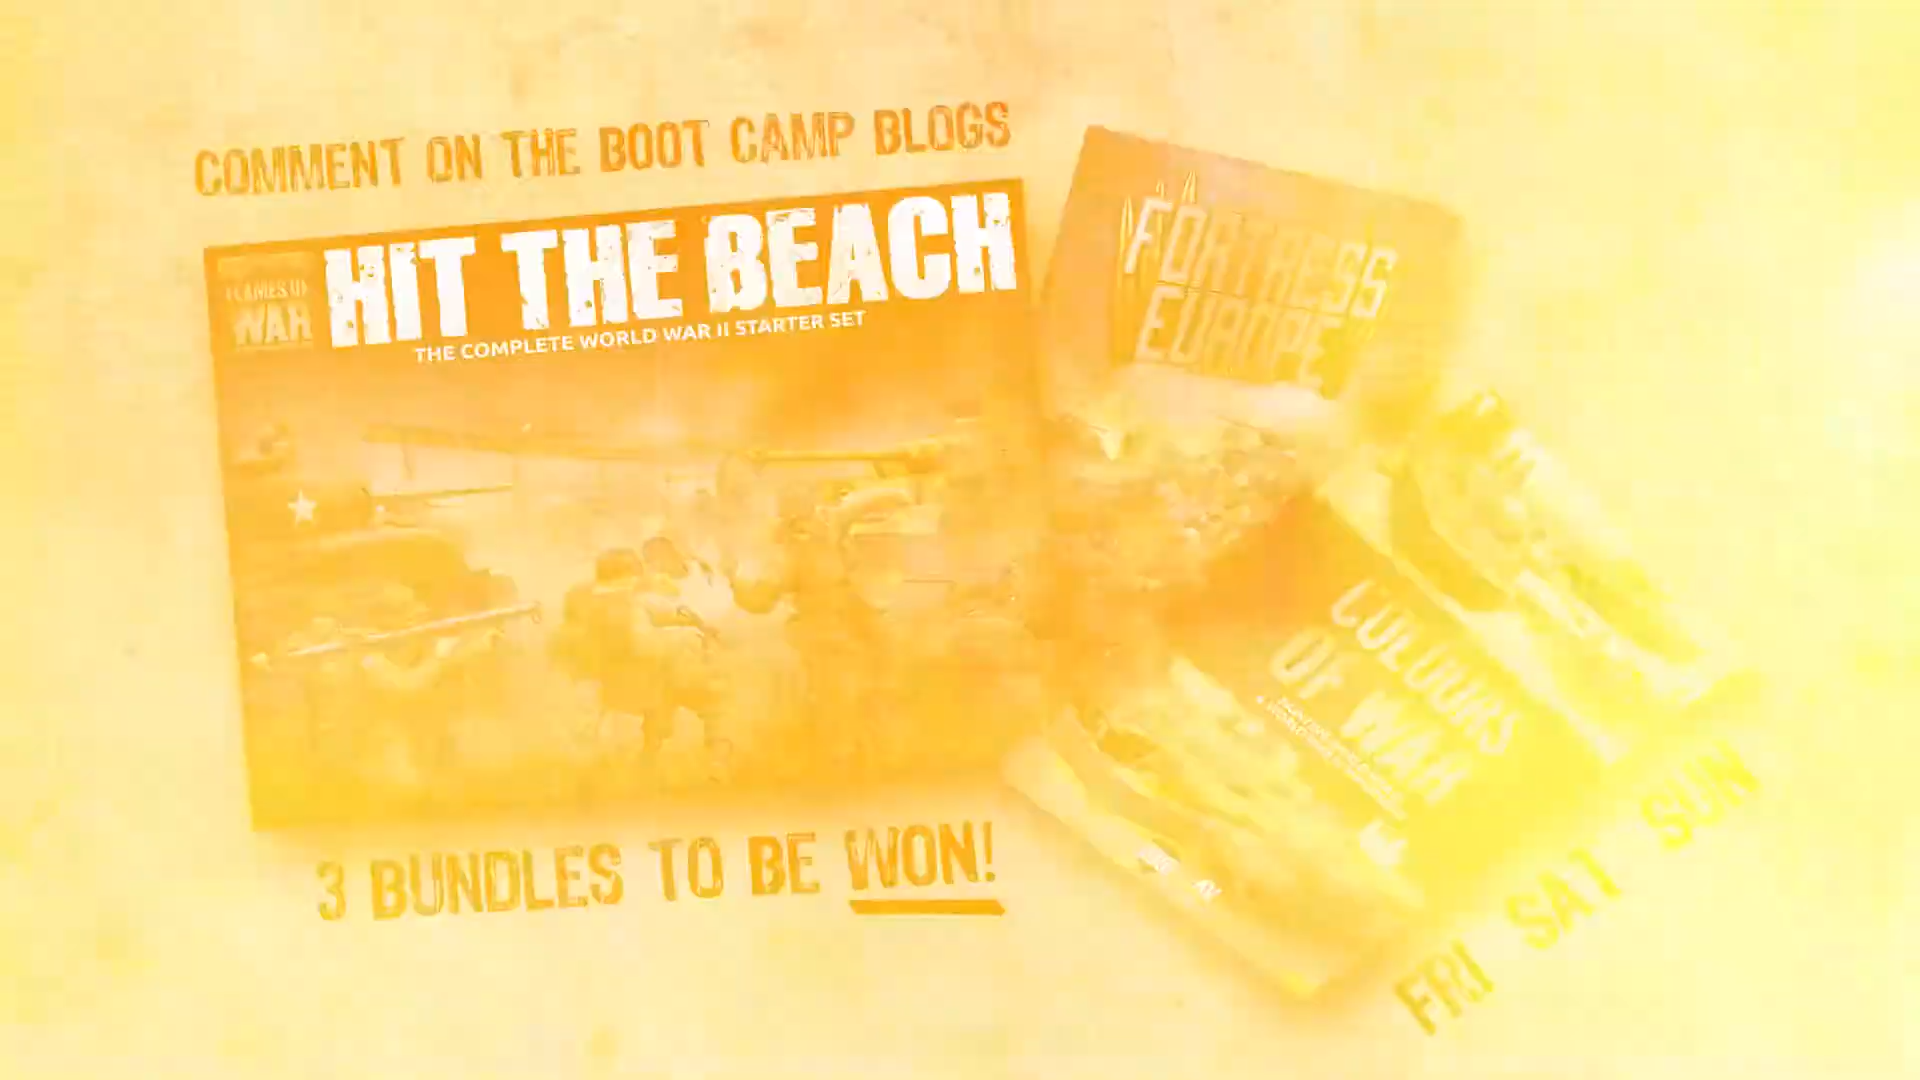 COMMENT ON THE BOOT CAMP BLOGS
FLAMES OF
WAR
HIT THE BEACH
THE COMPLETE WORLD WAR II STARTER SET
FORTRESS
EUROPE
COLOURS
OF WAR
3 BUNDLES TO BE WON!
FRI SAT SUN